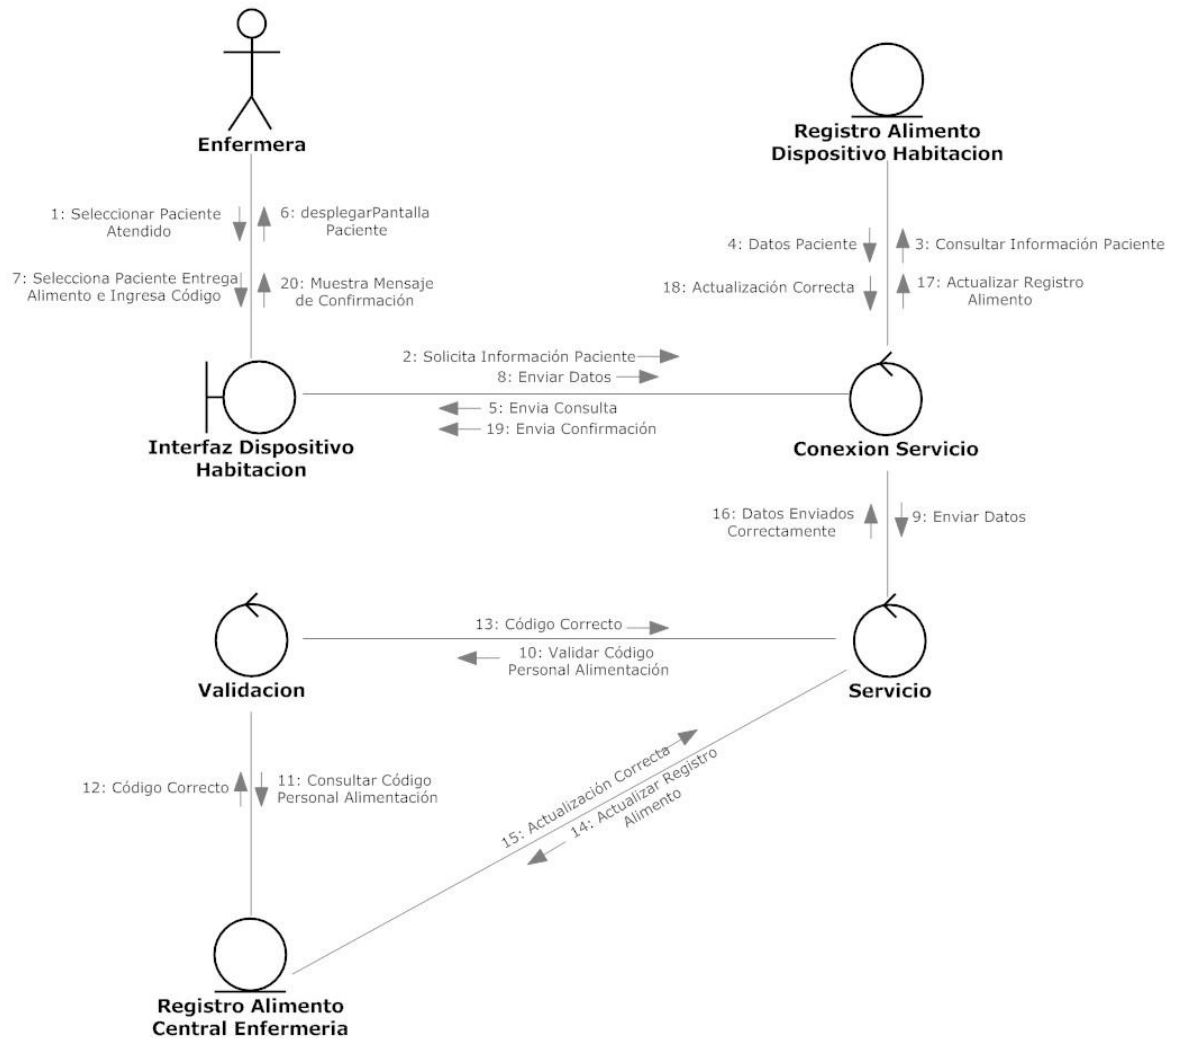 Enfermera
Registro Alimento
Dispositivo Habitacion
1: Seleccionar Paciente
Atendido
6: desplegarPantalla
Paciente
4: Datos Paciente
3: Consultar Información Paciente
7: Selecciona Paciente Entrega
Alimento e Ingresa Código
20: Muestra Mensaje
de Confirmación
18: Actualización Correcta
17: Actualizar Registro
Alimento
2: Solicita Información Paciente
8: Enviar Datos
5: Envia Consulta
19: Envia Confirmación
Interfaz Dispositivo
Habitacion
Conexion Servicio
16: Datos Enviados
Correctamente
9: Enviar Datos
13: Código Correcto
10: Validar Código
Personal Alimentación
Validacion
Servicio
12: Código Correcto
11: Consultar Código
Personal Alimentación
15: Actualización Correcta
14: Actualizar Registro
Alimento
Registro Alimento
Central Enfermeria